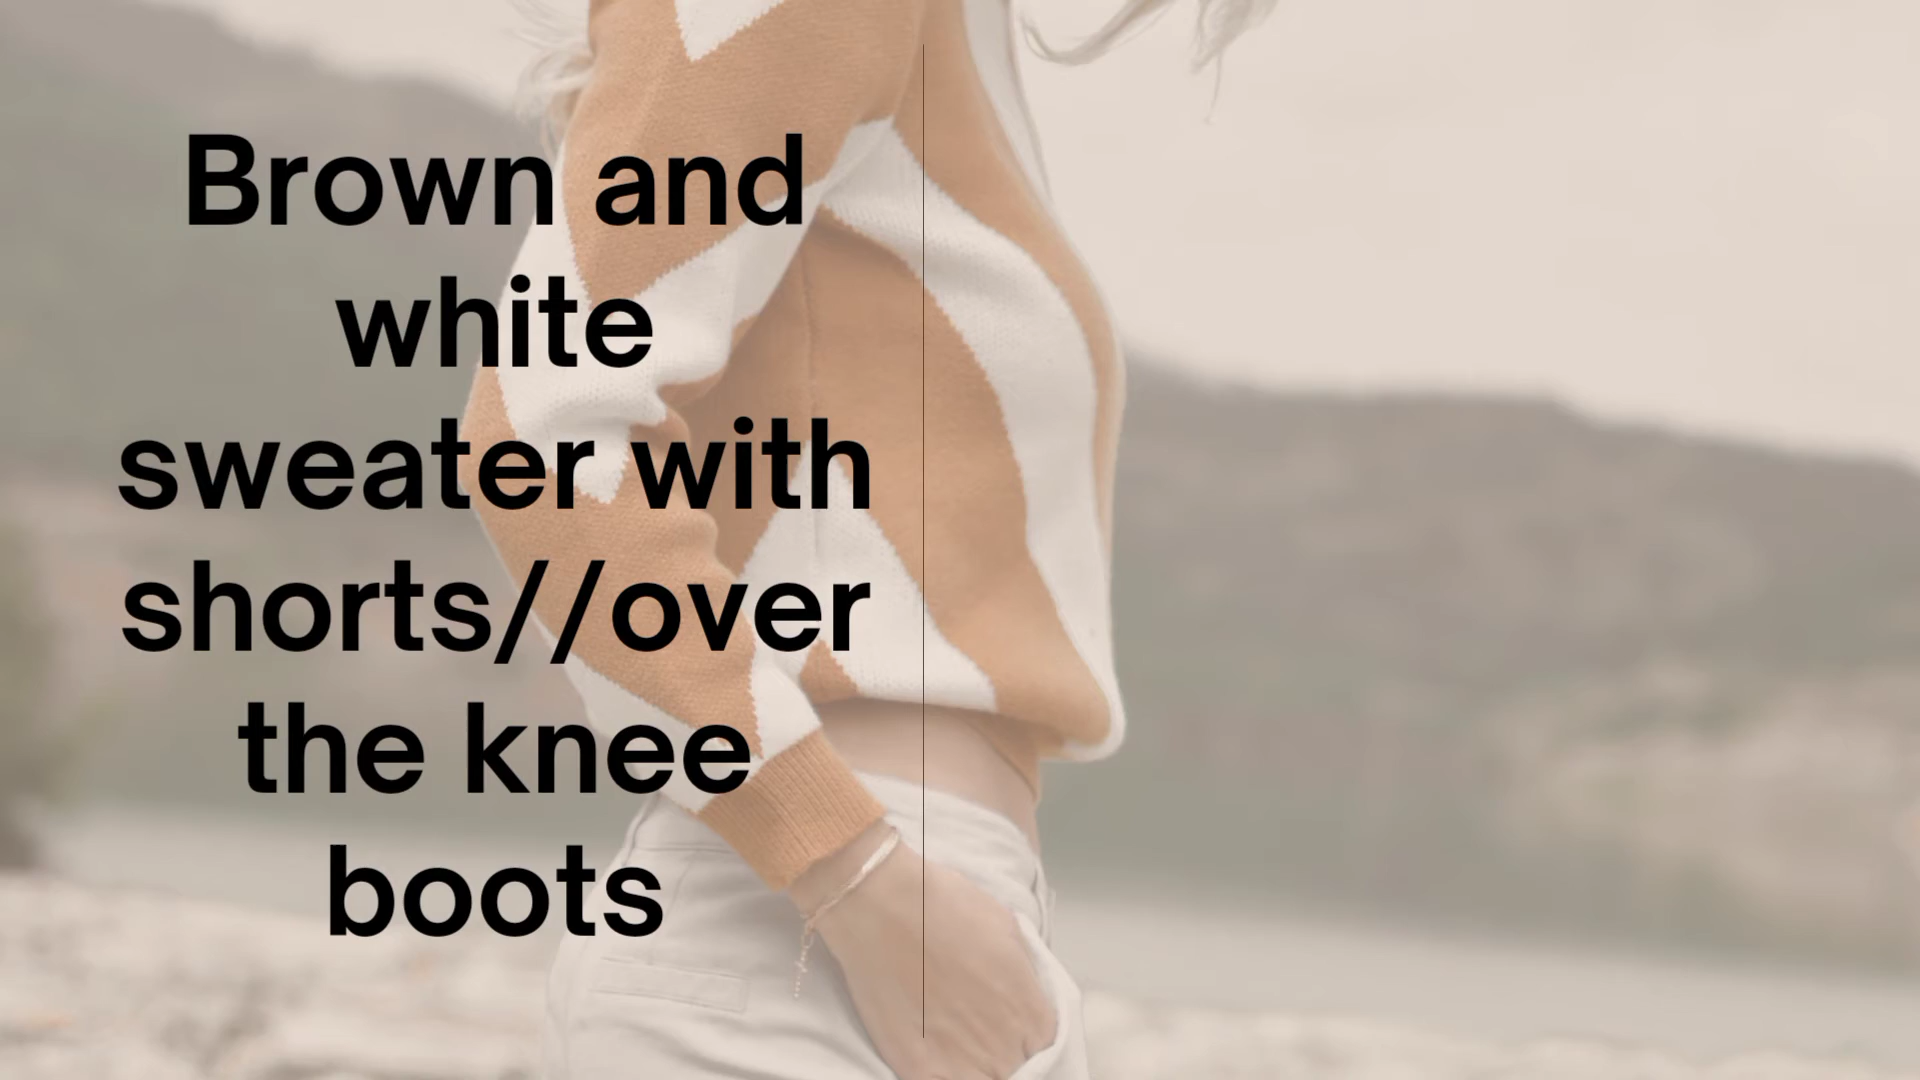 Brown and
white
sweater with
shorts//over
the knee
boots